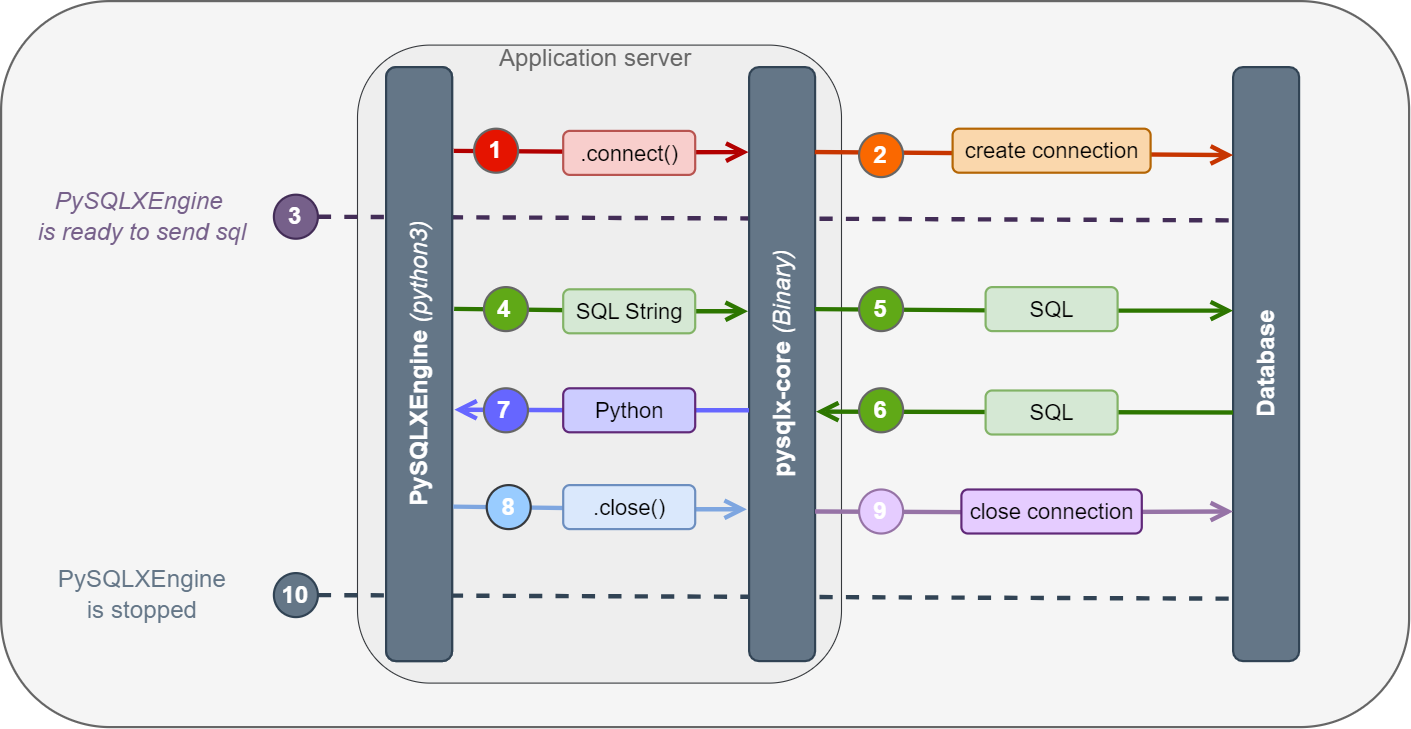 Application server
1
.connect()
2
create connection
PySQLXEngine
is ready to send sql
3
PySQLXEngine (python3)
pysqlx-core (Binary)
Database
4
SQL String
5
SQL
7
Python
6
SQL
8
.close()
9
close connection
PySQLXEngine
is stopped
10